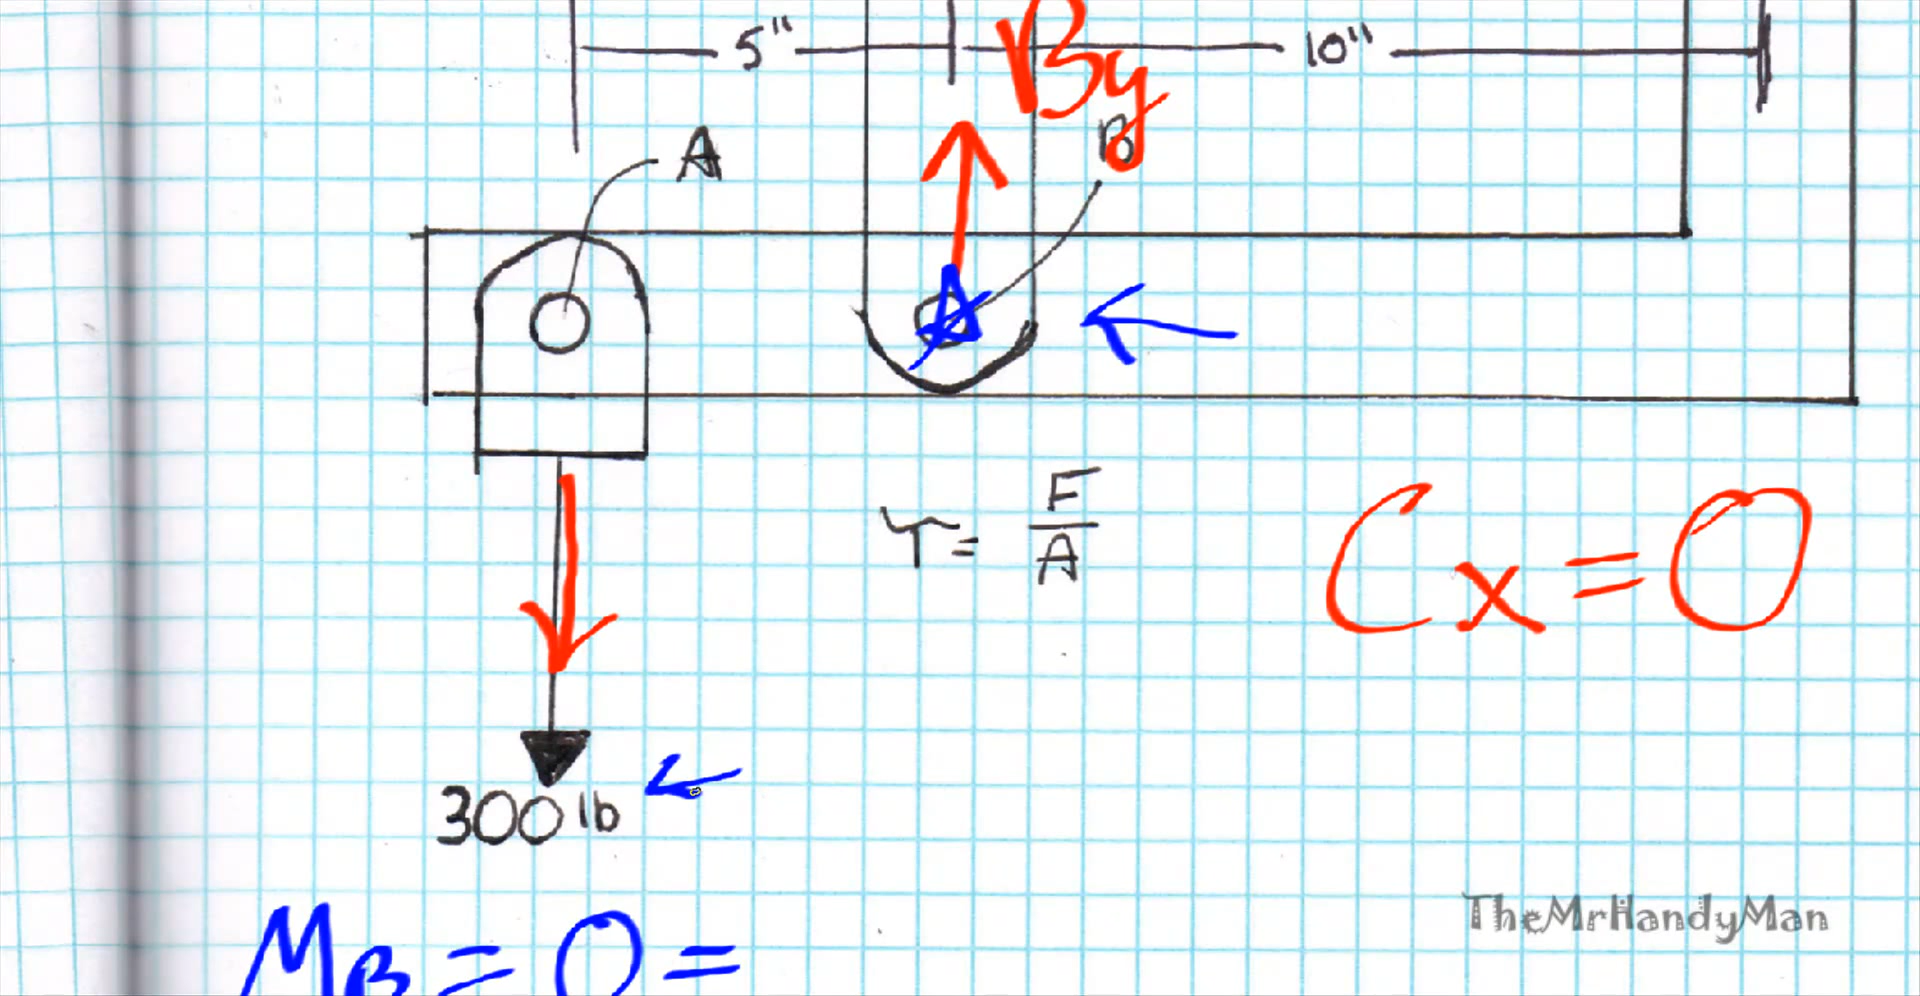 5" 10"
By
A B
τ = F/A
Cx = 0
300 lb
TheMrHandyMan
MB = 0 =